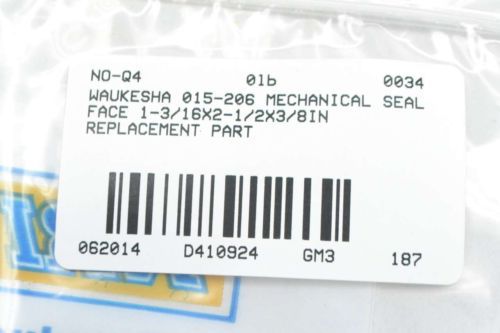 NO-Q4 01b 0034
WAUKESHA 015-206 MECHANICAL SEAL
FACE 1-3/16X2-1/2X3/8IN
REPLACEMENT PART
062014 D410924 GM3 187